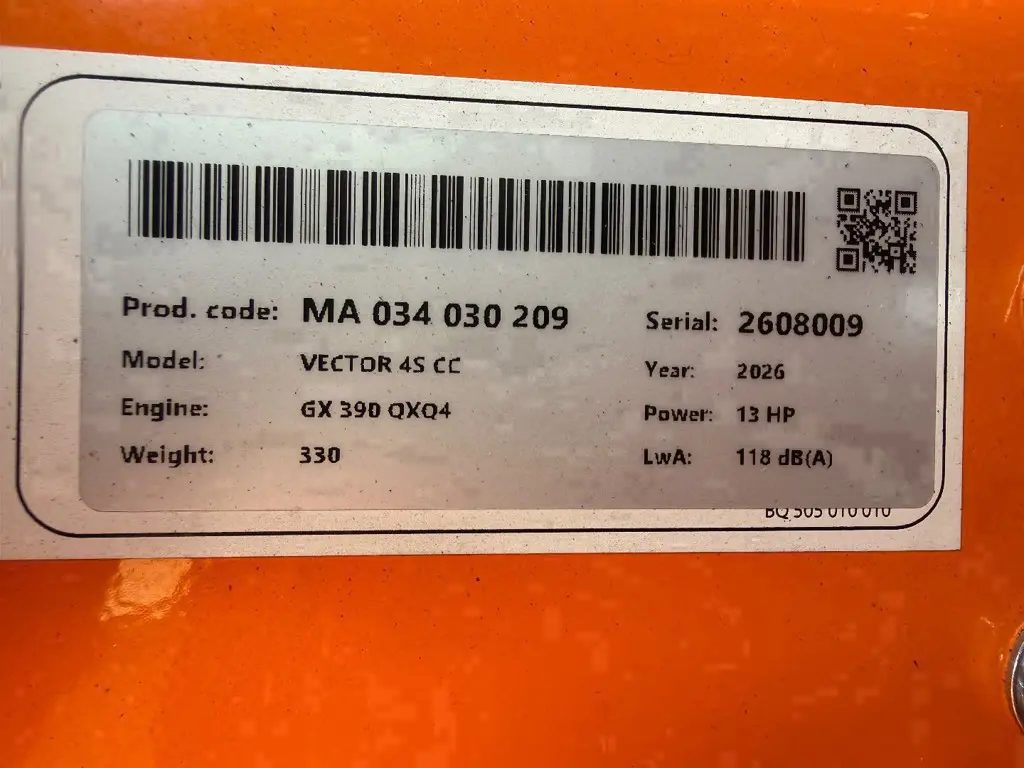 Prod. code: MA 034 030 209
Serial: 2608009
Model: VECTOR 4S CC
Year: 2026
Engine: GX 390 QXQ4
Power: 13 HP
Weight: 330
LwA: 118 dB(A)
BQ 505 010 010